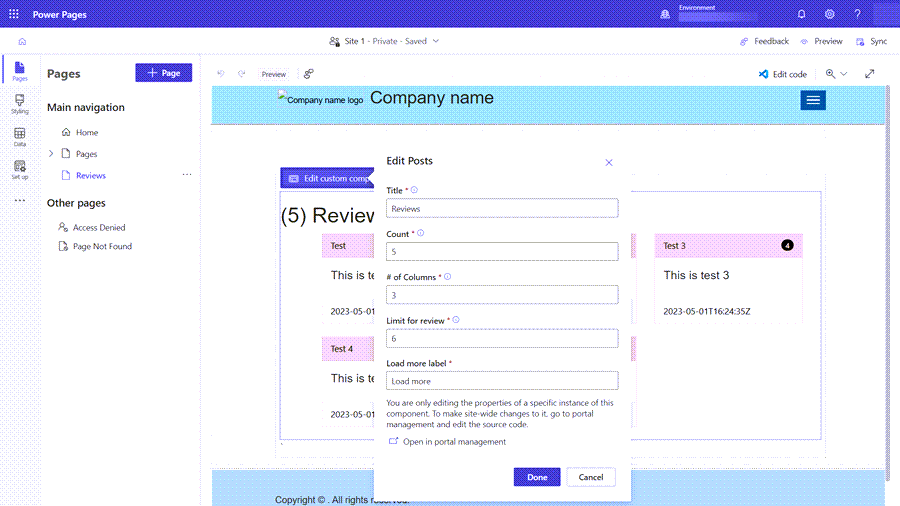 Power Pages
Environment
Site 1 - Private - Saved
Feedback
Preview
Sync
Pages
Styling
Data
Set up
Pages
+ Page
Main navigation
Home
Pages
Reviews
Other pages
Access Denied
Page Not Found
Preview
Edit code
Company name logo
Company name
Edit custom comp
(5) Review
Test
This is te
2023-05-01
Test 3
4
This is test 3
2023-05-01T16:24:35Z
Test 4
This is te
2023-05-01
Edit Posts
Title *
Reviews
Count *
5
# of Columns *
3
Limit for review *
6
Load more label *
Load more
You are only editing the properties of a specific instance of this
component. To make site-wide changes to it, go to portal
management and edit the source code.
Open in portal management
Done
Cancel
Copyright © . All rights reserved.